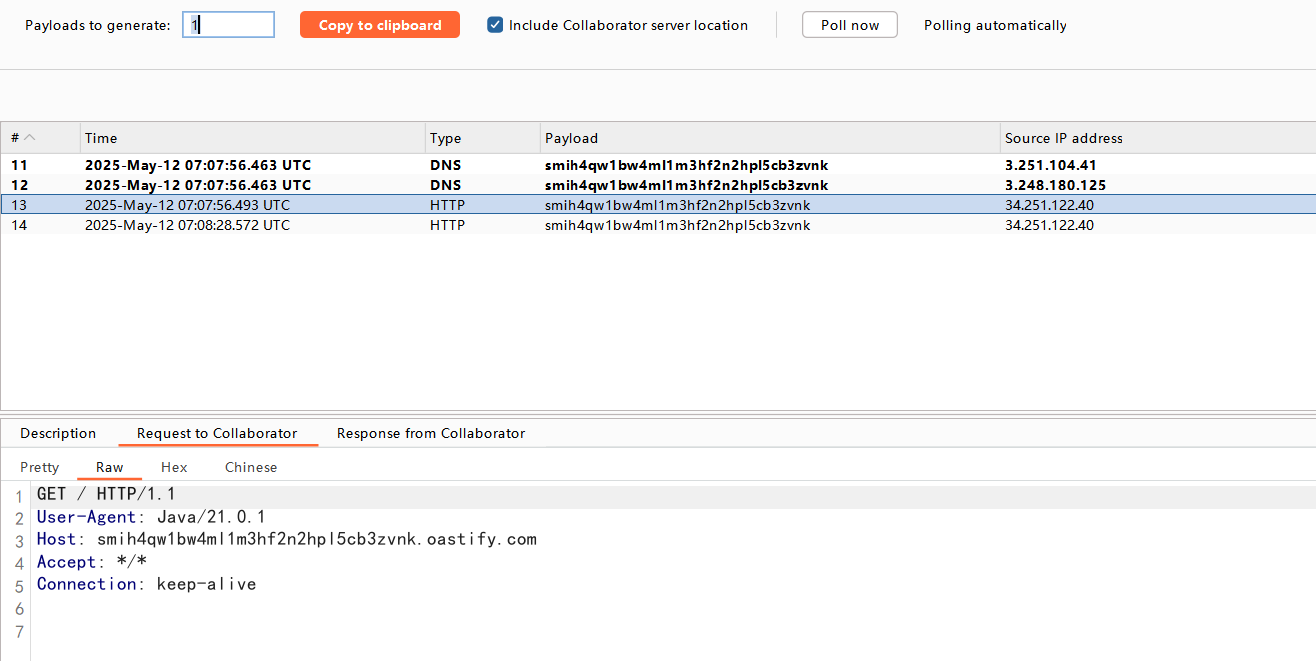 Payloads to generate: 1 Copy to clipboard Include Collaborator server location Poll now Polling automatically
# Time Type Payload Source IP address
11 2025-May-12 07:07:56.463 UTC DNS smih4qw1bw4ml1m3hf2n2hpl5cb3zvnk 3.251.104.41
12 2025-May-12 07:07:56.463 UTC DNS smih4qw1bw4ml1m3hf2n2hpl5cb3zvnk 3.248.180.125
13 2025-May-12 07:07:56.493 UTC HTTP smih4qw1bw4ml1m3hf2n2hpl5cb3zvnk 34.251.122.40
14 2025-May-12 07:08:28.572 UTC HTTP smih4qw1bw4ml1m3hf2n2hpl5cb3zvnk 34.251.122.40
Description Request to Collaborator Response from Collaborator
Pretty Raw Hex Chinese
1 GET / HTTP/1.1
2 User-Agent: Java/21.0.1
3 Host: smih4qw1bw4ml1m3hf2n2hpl5cb3zvnk.oastify.com
4 Accept: */*
5 Connection: keep-alive
6
7